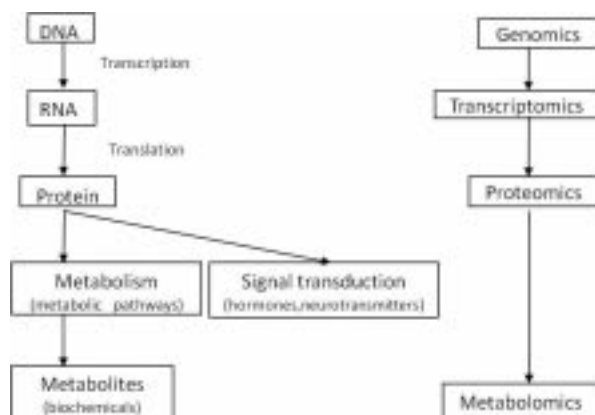 DNA
Transcription
RNA
Translation
Protein
Metabolism
(metabolic pathways)
Signal transduction
(hormones,neurotransmitters)
Metabolites
(biochemicals)
Genomics
Transcriptomics
Proteomics
Metabolomics